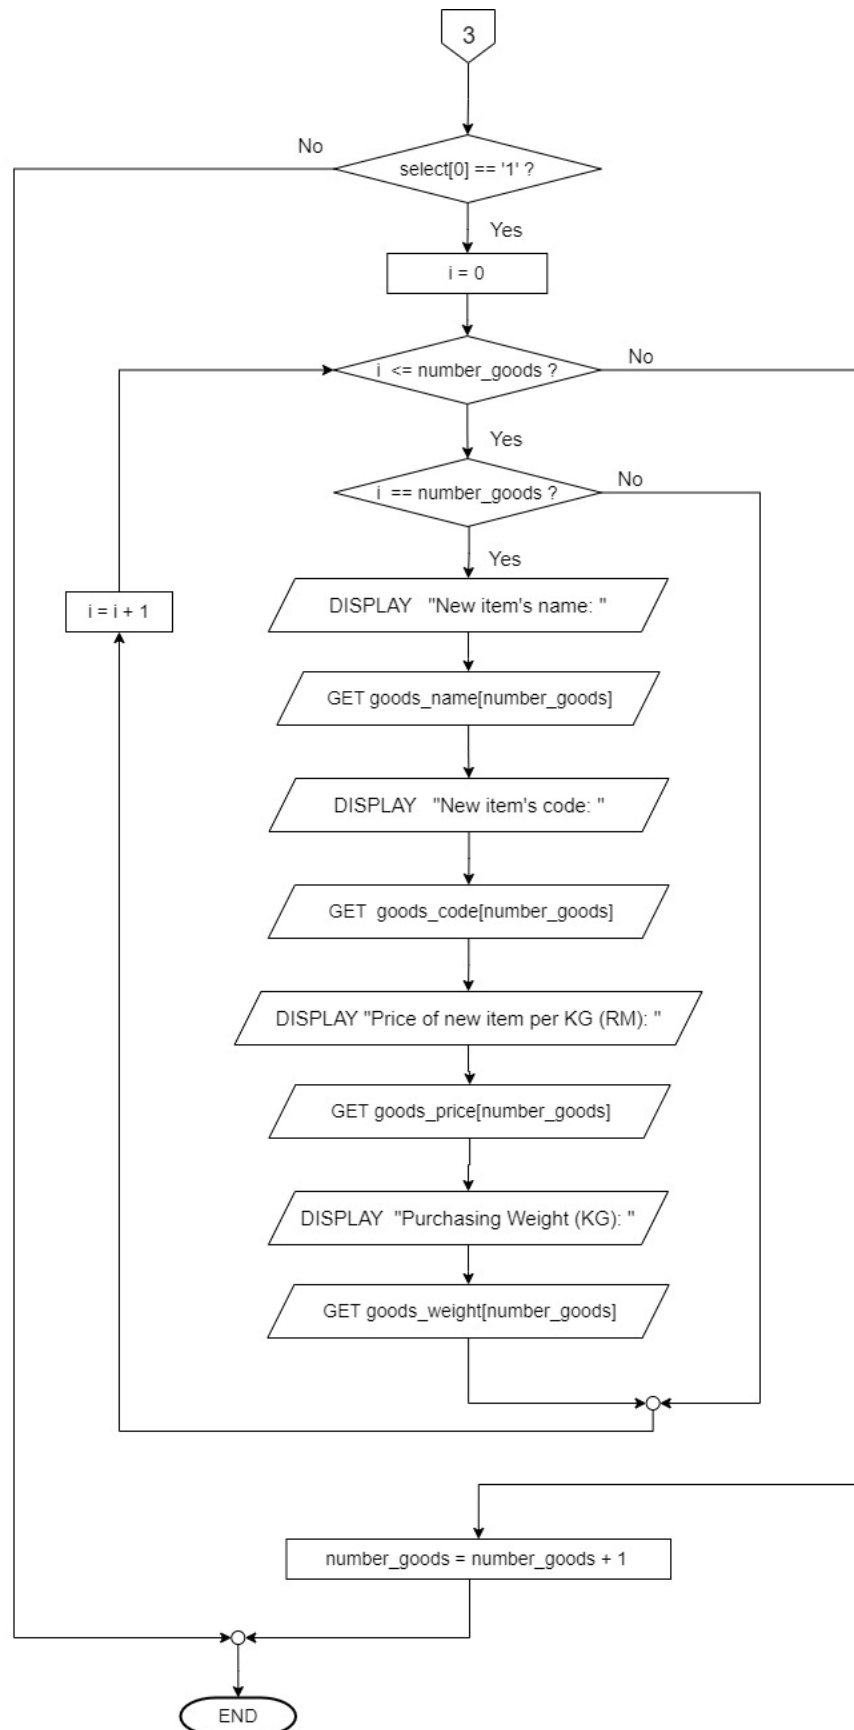 3
No
select[0] == '1' ?
Yes
i = 0
i <= number_goods ?
No
Yes
i == number_goods ?
No
Yes
DISPLAY "New item's name: "
i = i + 1
GET goods_name[number_goods]
DISPLAY "New item's code: "
GET goods_code[number_goods]
DISPLAY "Price of new item per KG (RM): "
GET goods_price[number_goods]
DISPLAY "Purchasing Weight (KG): "
GET goods_weight[number_goods]
number_goods = number_goods + 1
END